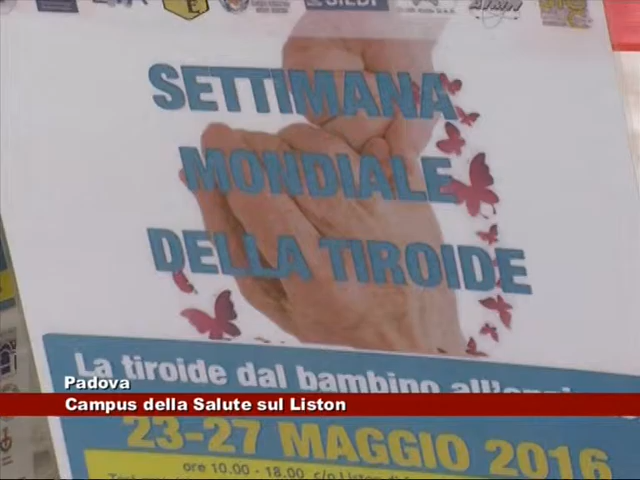 SETTIMANA
MONDIALE
DELLA TIROIDE
La tiroide dal bambino
Padova
Campus della Salute sul Liston
23-27 MAGGIO 2016
ore 10.00 - 18.00 c/o Liston